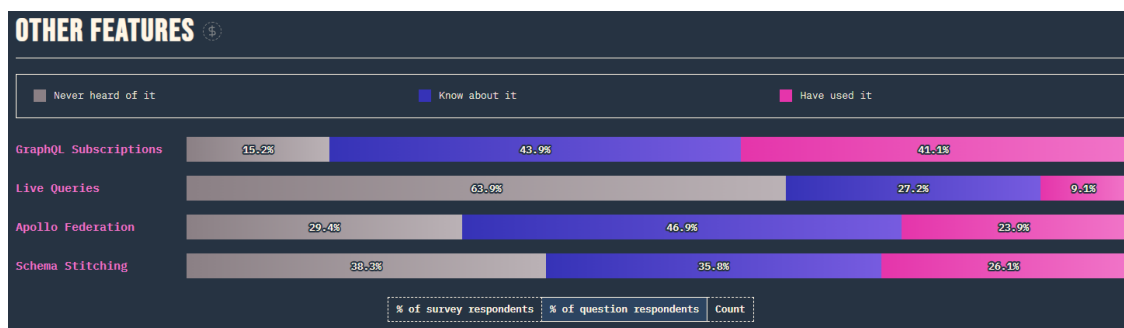 OTHER FEATURES $
Never heard of it Know about it Have used it
GraphQL Subscriptions 15.2% 43.9% 41.1%
Live Queries 63.9% 27.2% 9.1%
Apollo Federation 29.4% 46.9% 23.9%
Schema Stitching 38.3% 35.8% 26.1%
% of survey respondents % of question respondents Count